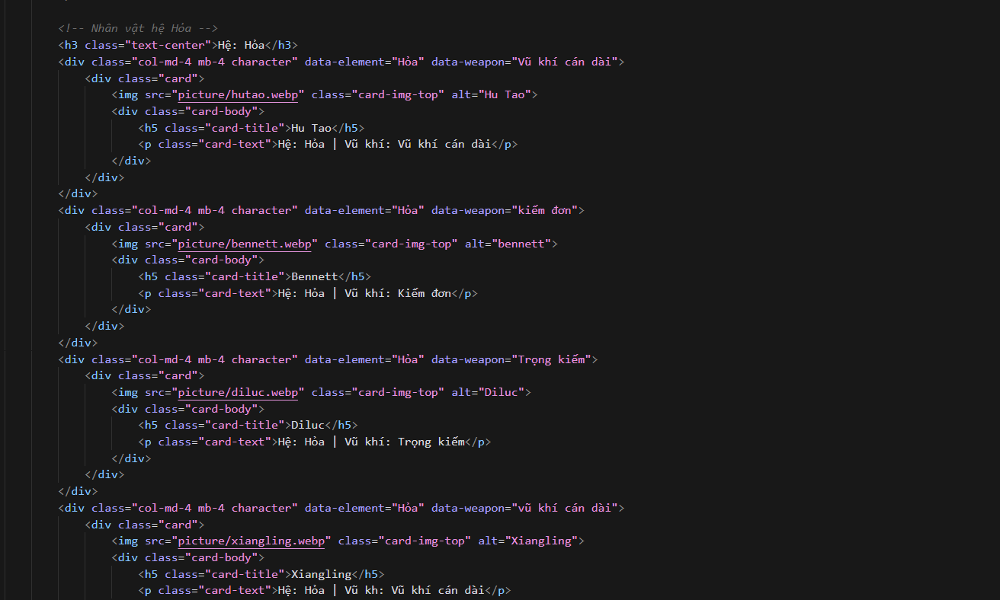 <!-- Nhân vật hệ Hỏa -->
<h3 class="text-center">Hệ: Hỏa</h3>
<div class="col-md-4 mb-4 character" data-element="Hỏa" data-weapon="Vũ khí cán dài">
<div class="card">
<img src="picture/hutao.webp" class="card-img-top" alt="Hu Tao">
<div class="card-body">
<h5 class="card-title">Hu Tao</h5>
<p class="card-text">Hệ: Hỏa | Vũ khí: Vũ khí cán dài</p>
</div>
</div>
</div>
<div class="col-md-4 mb-4 character" data-element="Hỏa" data-weapon="kiếm đơn">
<div class="card">
<img src="picture/bennett.webp" class="card-img-top" alt="bennett">
<div class="card-body">
<h5 class="card-title">Bennett</h5>
<p class="card-text">Hệ: Hỏa | Vũ khí: Kiếm đơn</p>
</div>
</div>
</div>
<div class="col-md-4 mb-4 character" data-element="Hỏa" data-weapon="Trọng kiếm">
<div class="card">
<img src="picture/diluc.webp" class="card-img-top" alt="Diluc">
<div class="card-body">
<h5 class="card-title">Diluc</h5>
<p class="card-text">Hệ: Hỏa | Vũ khí: Trọng kiếm</p>
</div>
</div>
</div>
<div class="col-md-4 mb-4 character" data-element="Hỏa" data-weapon="vũ khí cán dài">
<div class="card">
<img src="picture/xiangling.webp" class="card-img-top" alt="Xiangling">
<div class="card-body">
<h5 class="card-title">Xiangling</h5>
<p class="card-text">Hệ: Hỏa | Vũ kh: Vũ khí cán dài</p>